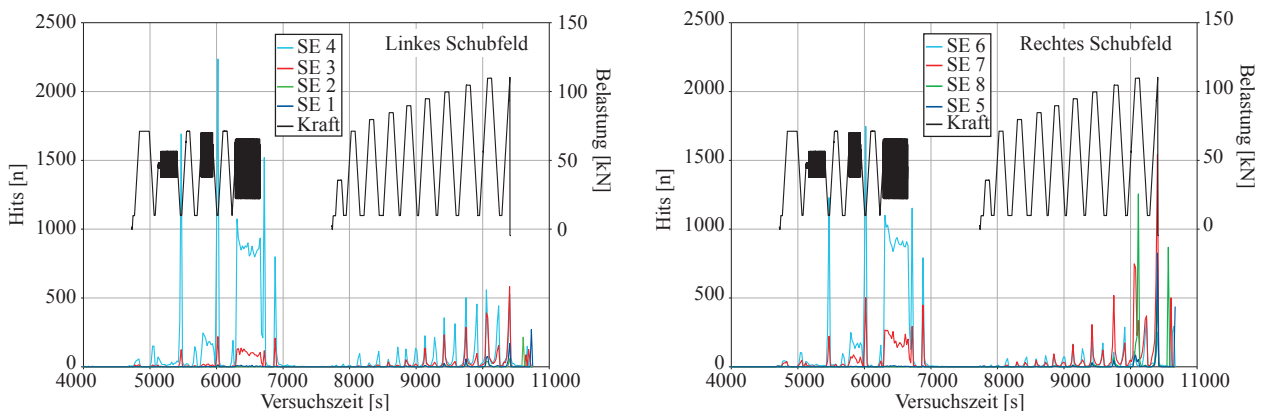 Linkes Schubfeld
SE 4
SE 3
SE 2
SE 1
Kraft
Hits [n]
2500
2000
1500
1000
500
0
Belastung [kN]
150
100
50
0
4000 5000 6000 7000 8000 9000 10000 11000
Versuchszeit [s]
Rechtes Schubfeld
SE 6
SE 7
SE 8
SE 5
Kraft
Hits [n]
2500
2000
1500
1000
500
0
Belastung [kN]
150
100
50
0
4000 5000 6000 7000 8000 9000 10000 11000
Versuchszeit [s]